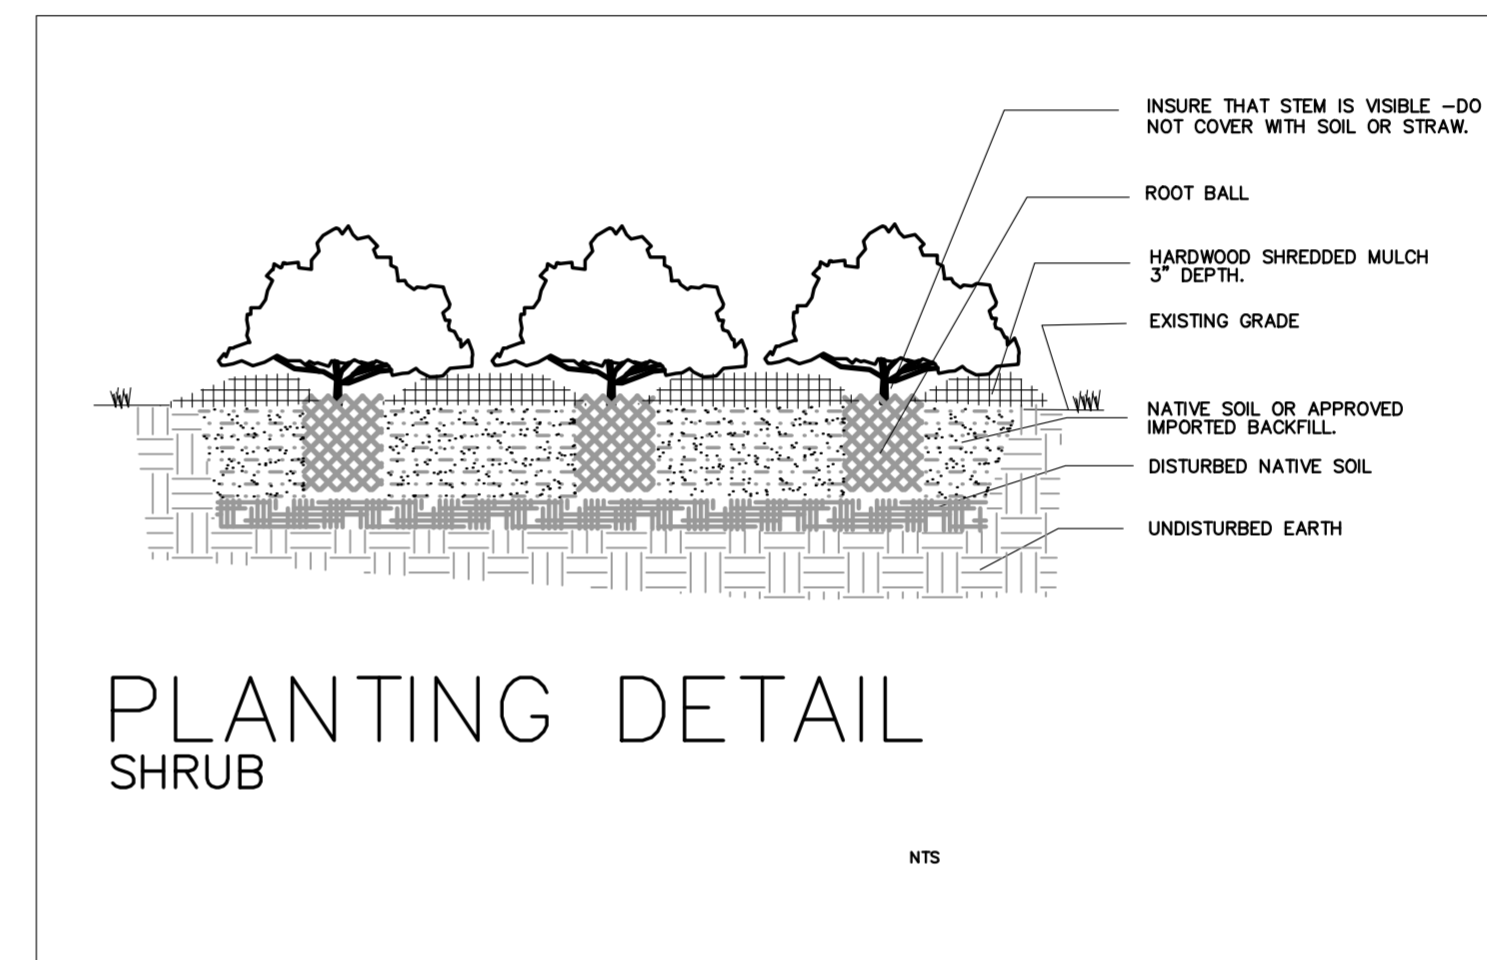 INSURE THAT STEM IS VISIBLE -DO
NOT COVER WITH SOIL OR STRAW.
ROOT BALL
HARDWOOD SHREDDED MULCH
3" DEPTH.
EXISTING GRADE
NATIVE SOIL OR APPROVED
IMPORTED BACKFILL.
DISTURBED NATIVE SOIL
UNDISTURBED EARTH
PLANTING DETAIL
SHRUB
NTS